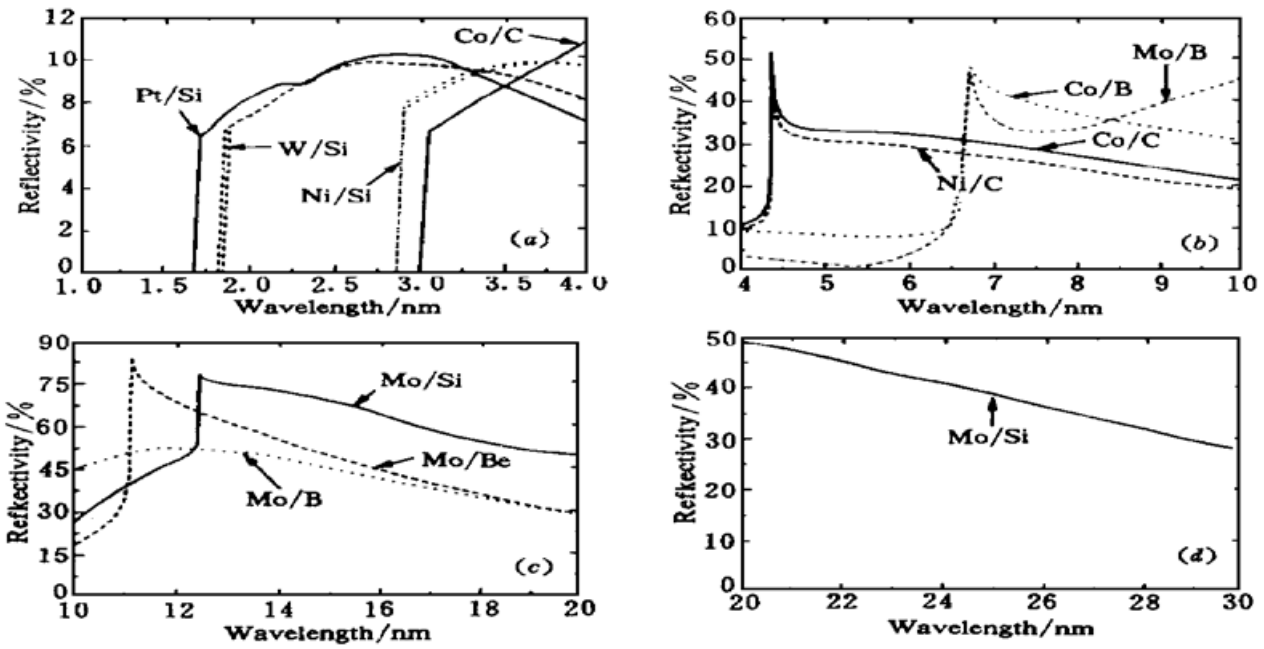 12
10
8
6
4
2
0
Reflectivity/%
Co/C
Pt/Si
W/Si
Ni/Si
(a)
1.0 1.5 2.0 2.5 3.0 3.5 4.0
Wavelength/nm
60
50
40
30
20
10
0
Refkectivity/%
Mo/B
Co/B
Co/C
Ni/C
(b)
4 5 6 7 8 9 10
Wavelength/nm
90
75
60
45
30
15
0
Refkectivity/%
Mo/Si
Mo/Be
Mo/B
(c)
10 12 14 16 18 20
Wavelength/nm
50
40
30
20
10
0
Refkectivity/%
Mo/Si
(d)
20 22 24 26 28 30
Wavelength/nm